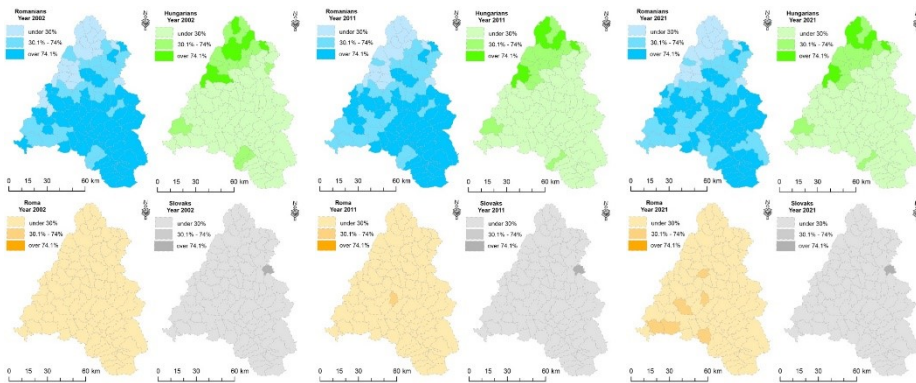 Romanians
Year 2002
under 30%
30.1% - 74%
over 74.1%
0 15 30 60 km
Hungarians
Year 2002
under 30%
30.1% - 74%
over 74.1%
0 15 30 60 km
Romanians
Year 2011
under 30%
30.1% - 74%
over 74.1%
0 15 30 60 km
Hungarians
Year 2011
under 30%
30.1% - 74%
over 74.1%
0 15 30 60 km
Romanians
Year 2021
under 30%
30.1% - 74%
over 74.1%
0 15 30 60 km
Hungarians
Year 2021
under 30%
30.1% - 74%
over 74.1%
0 15 30 60 km
Roma
Year 2002
under 30%
30.1% - 74%
over 74.1%
0 15 30 60 km
Slovaks
Year 2002
under 30%
30.1% - 74%
over 74.1%
0 15 30 60 km
Roma
Year 2011
under 30%
30.1% - 74%
over 74.1%
0 15 30 60 km
Slovaks
Year 2011
under 30%
30.1% - 74%
over 74.1%
0 15 30 60 km
Roma
Year 2021
under 30%
30.1% - 74%
over 74.1%
0 15 30 60 km
Slovaks
Year 2021
under 30%
30.1% - 74%
over 74.1%
0 15 30 60 km